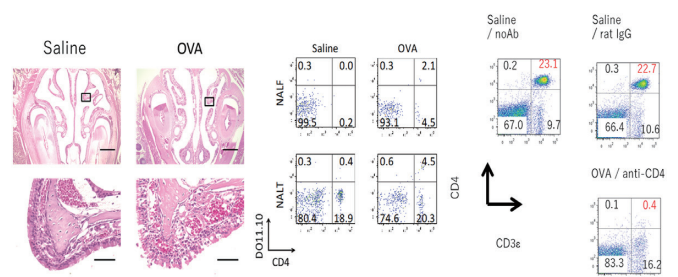 Saline
OVA
Saline
OVA
NALF
0.3
0.0
99.5
0.2
0.3
2.1
93.1
4.5
NALT
0.3
0.4
80.4
18.9
0.6
4.5
74.6
20.3
DO11.10
CD4
Saline
/ noAb
0.2
23.1
67.0
9.7
Saline
/ rat IgG
0.3
22.7
66.4
10.6
CD4
CD3ε
OVA / anti-CD4
0.1
0.4
83.3
16.2